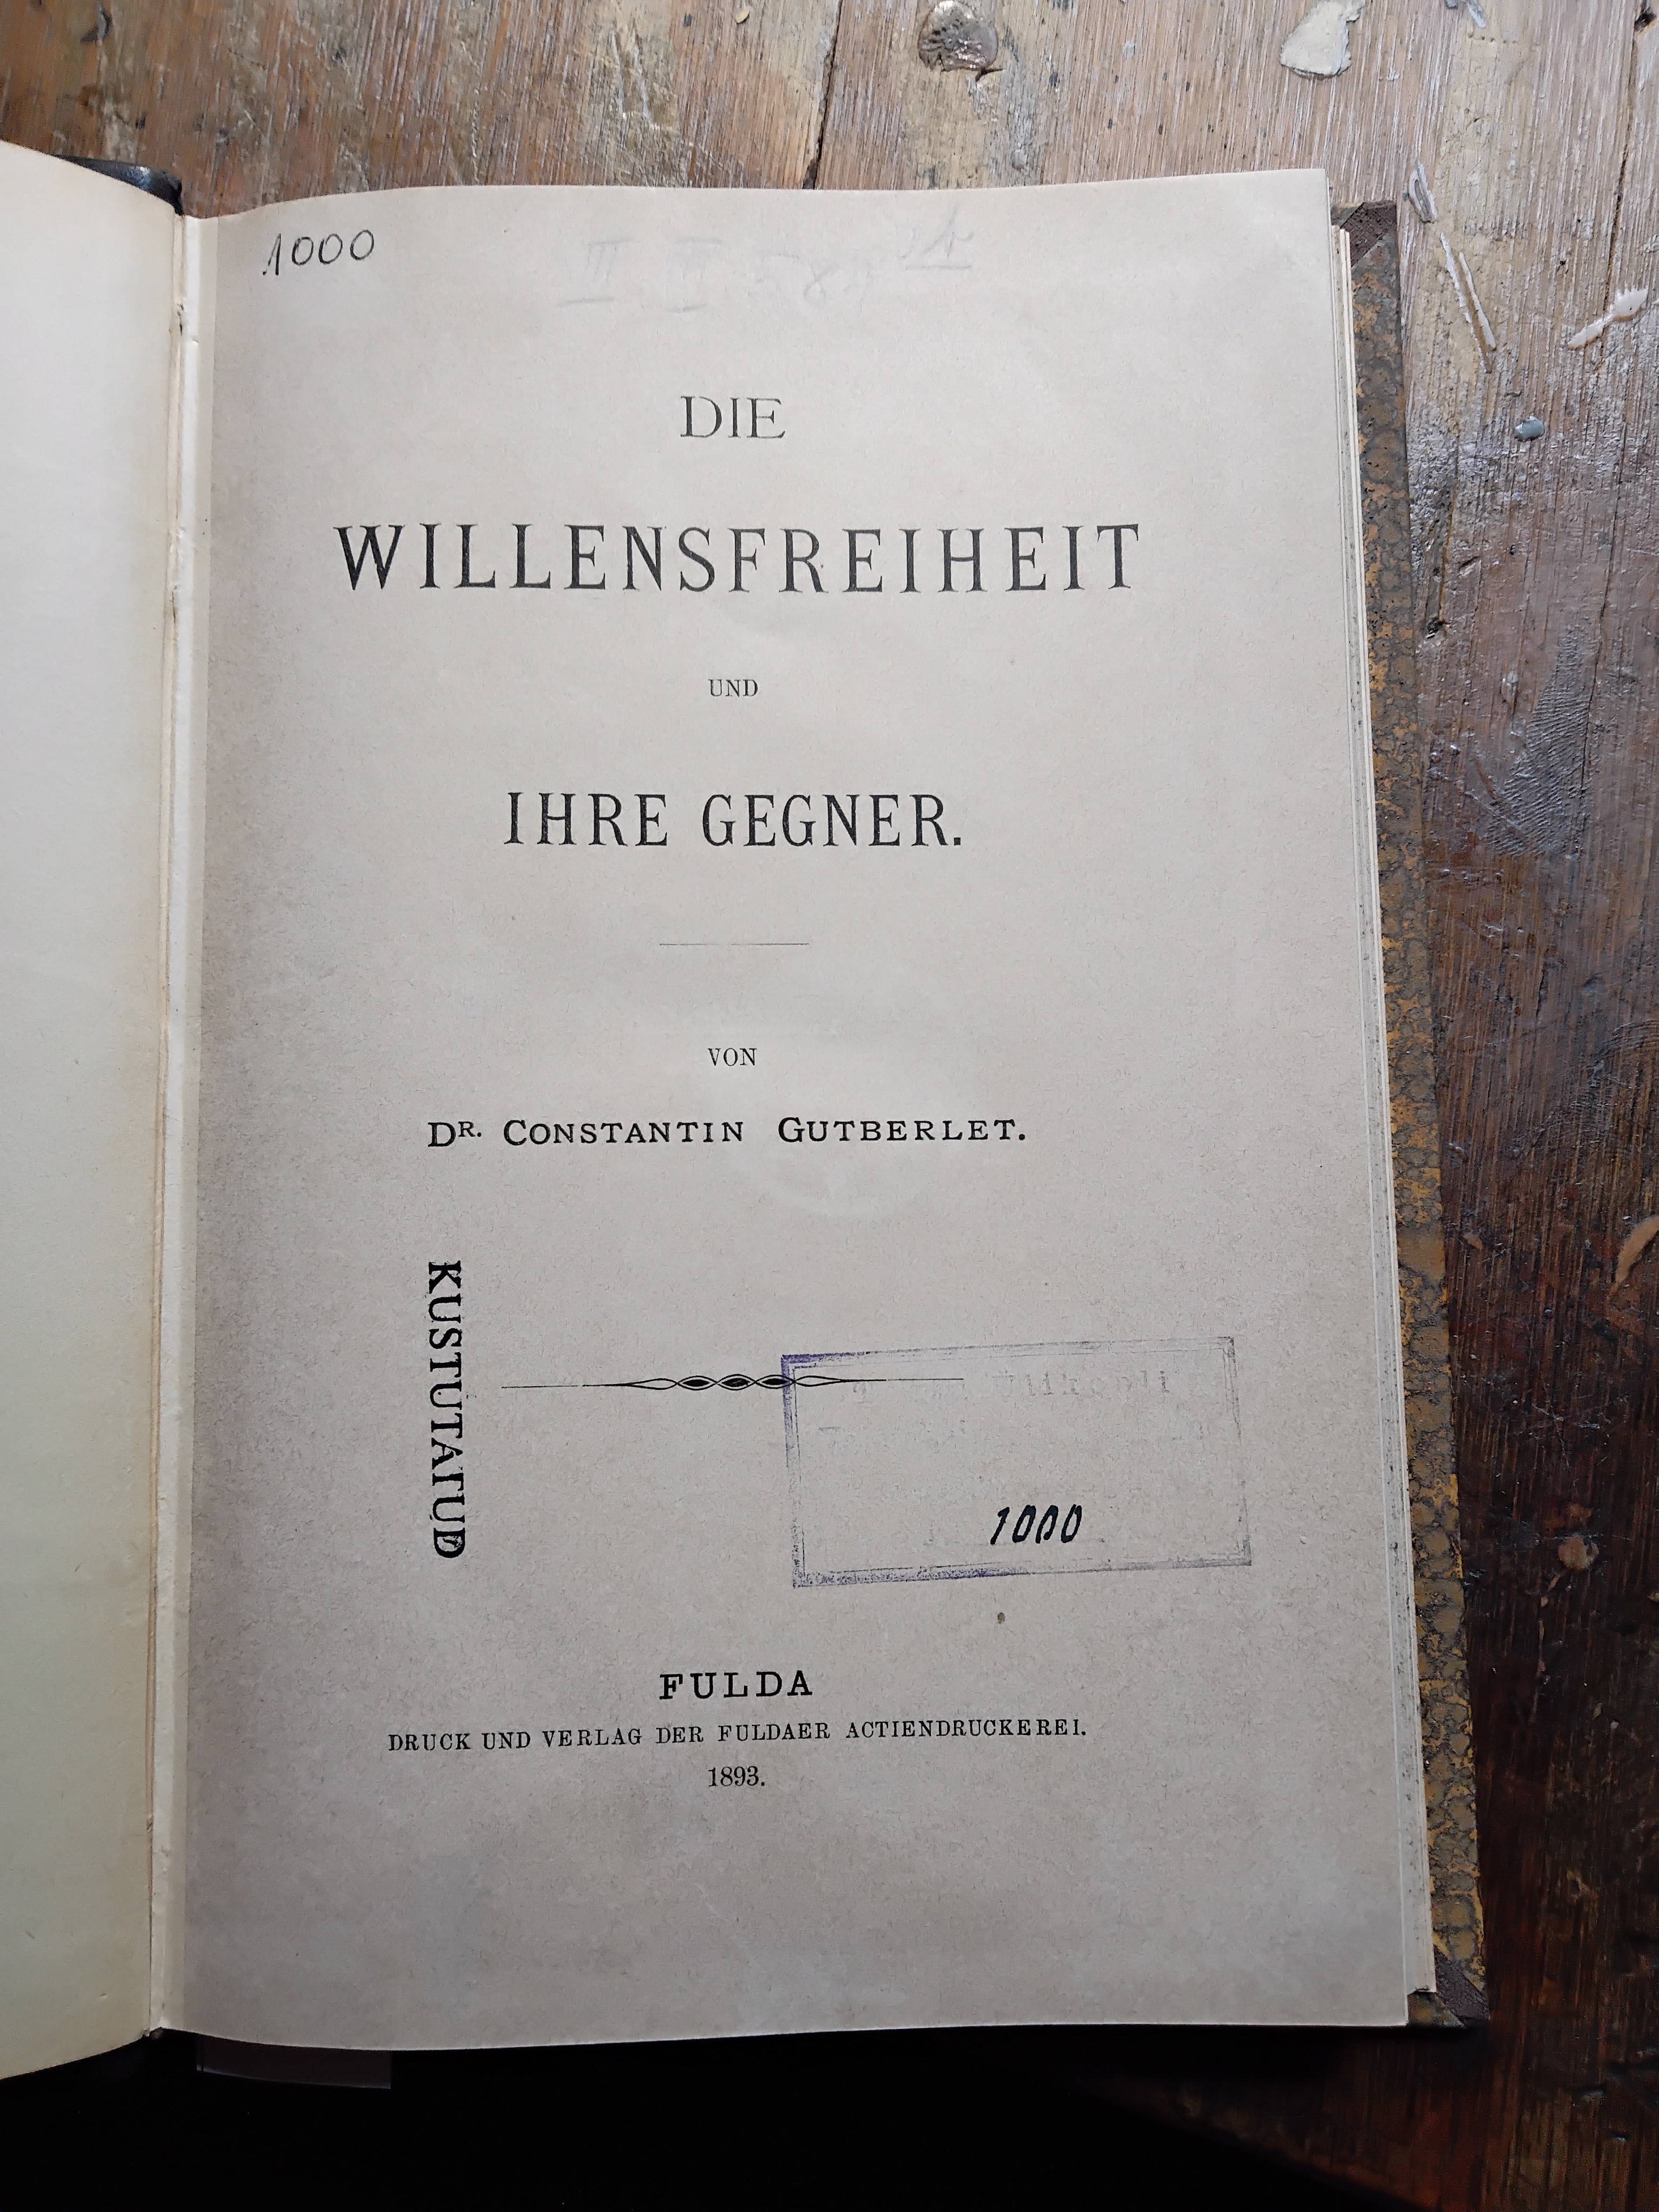 1000
DIE
WILLENSFREIHEIT
UND
IHRE GEGNER.
VON
DR. CONSTANTIN GUTBERLET.
KUSTUTATUD
1000
FULDA
DRUCK UND VERLAG DER FULDAER ACTIENDRUCKEREI.
1893.